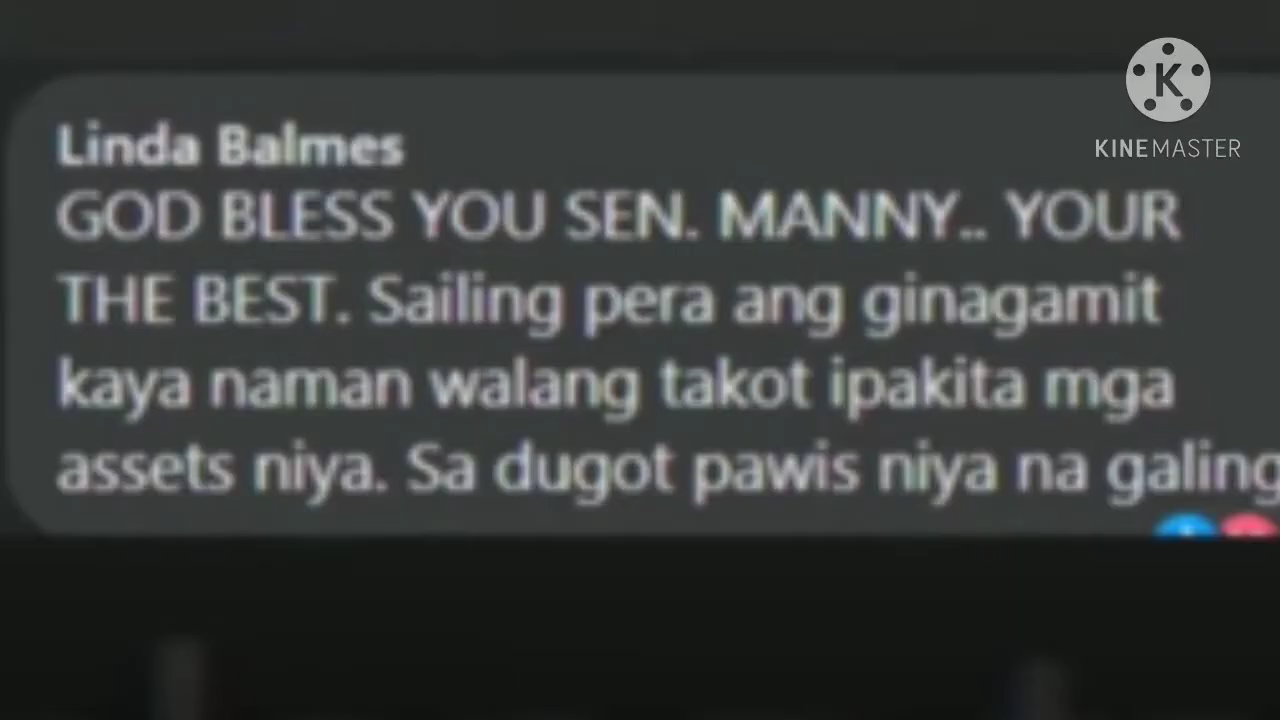 Linda Balmes
GOD BLESS YOU SEN. MANNY.. YOUR
THE BEST. Sailing pera ang ginagamit
kaya naman walang takot ipakita mga
assets niya. Sa dugot pawis niya na galing
K
KINEMASTER